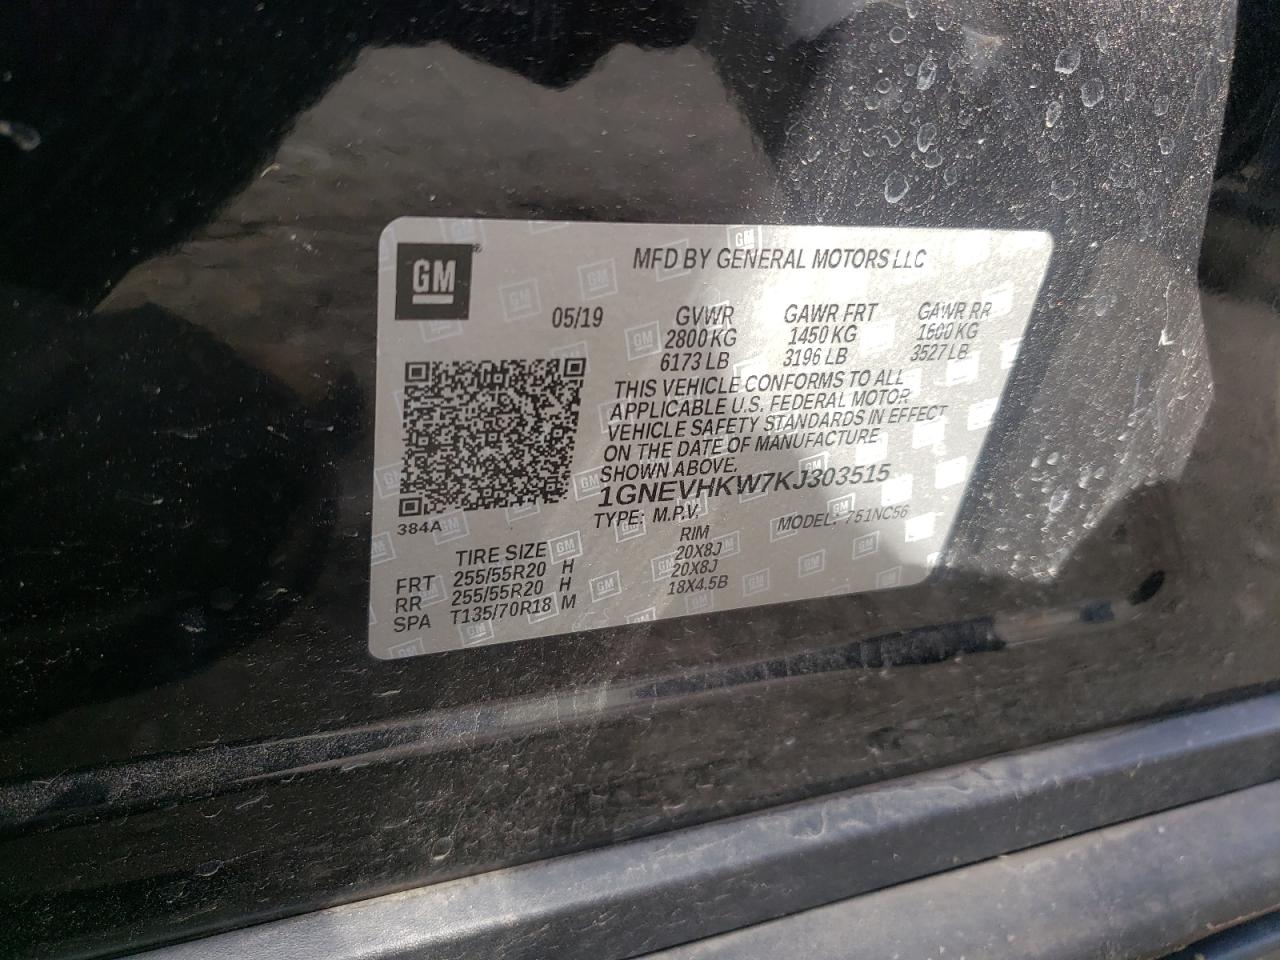 GM
MFD BY GENERAL MOTORS LLC
05/19 GVWR GAWR FRT GAWR RR
2800 KG 1450 KG 1600 KG
6173 LB 3196 LB 3527 LB
THIS VEHICLE CONFORMS TO ALL
APPLICABLE U.S. FEDERAL MOTOR
VEHICLE SAFETY STANDARDS IN EFFECT
ON THE DATE OF MANUFACTURE
SHOWN ABOVE.
1GNEVHKW7KJ303515
384A TYPE: M.P.V. MODEL: 751NC56
TIRE SIZE RIM
FRT 255/55R20 H 20X8J
RR 255/55R20 H 20X8J
SPA T135/70R18 M 18X4.5B